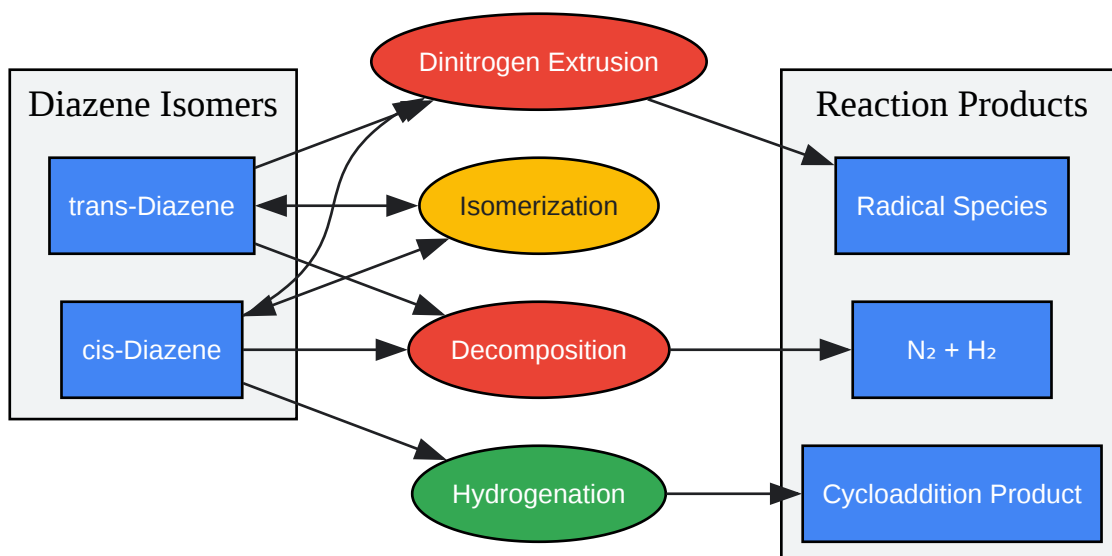 Dinitrogen Extrusion
Diazene Isomers
Reaction Products
trans-Diazene
Isomerization
Radical Species
cis-Diazene
Decomposition
N₂ + H₂
Hydrogenation
Cycloaddition Product